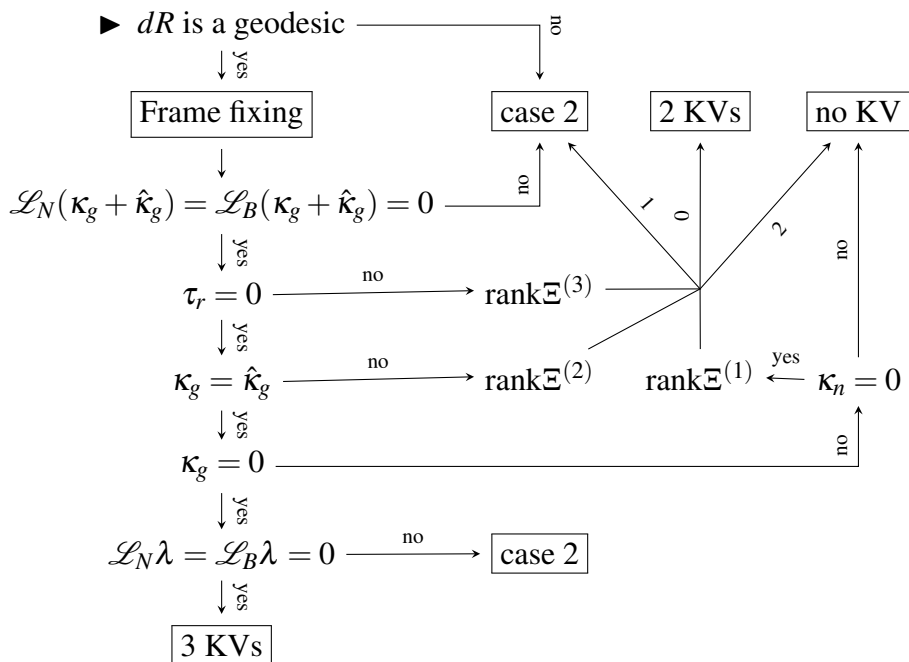 ► dR is a geodesic
no
yes
Frame fixing
case 2
2 KVs
no KV
ℒ_N(κ_g + κ̂_g) = ℒ_B(κ_g + κ̂_g) = 0
no
1
0
2
no
yes
τ_r = 0
no
rankΞ^(3)
yes
κ_g = κ̂_g
no
rankΞ^(2)
rankΞ^(1)
yes
κ_n = 0
yes
κ_g = 0
no
yes
ℒ_Nλ = ℒ_Bλ = 0
no
case 2
yes
3 KVs